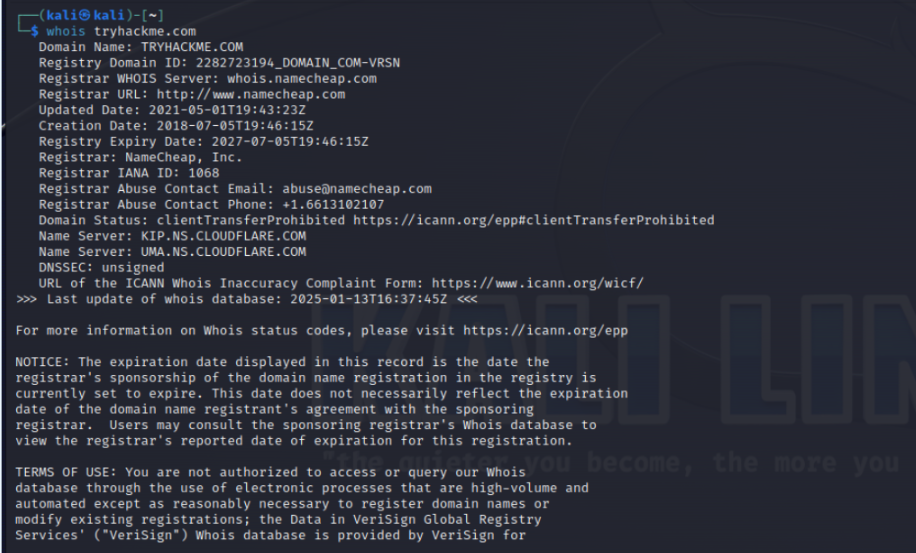 ┌──(kali㉿kali)-[~]
└─$ whois tryhackme.com
Domain Name: TRYHACKME.COM
Registry Domain ID: 2282723194_DOMAIN_COM-VRSN
Registrar WHOIS Server: whois.namecheap.com
Registrar URL: http://www.namecheap.com
Updated Date: 2021-05-01T19:43:23Z
Creation Date: 2018-07-05T19:46:15Z
Registry Expiry Date: 2027-07-05T19:46:15Z
Registrar: NameCheap, Inc.
Registrar IANA ID: 1068
Registrar Abuse Contact Email: abuse@namecheap.com
Registrar Abuse Contact Phone: +1.6613102107
Domain Status: clientTransferProhibited https://icann.org/epp#clientTransferProhibited
Name Server: KIP.NS.CLOUDFLARE.COM
Name Server: UMA.NS.CLOUDFLARE.COM
DNSSEC: unsigned
URL of the ICANN Whois Inaccuracy Complaint Form: https://www.icann.org/wicf/
>>> Last update of whois database: 2025-01-13T16:37:45Z <<<
For more information on Whois status codes, please visit https://icann.org/epp
NOTICE: The expiration date displayed in this record is the date the
registrar's sponsorship of the domain name registration in the registry is
currently set to expire. This date does not necessarily reflect the expiration
date of the domain name registrant's agreement with the sponsoring
registrar.  Users may consult the sponsoring registrar's Whois database to
view the registrar's reported date of expiration for this registration.
TERMS OF USE: You are not authorized to access or query our Whois
database through the use of electronic processes that are high-volume and
automated except as reasonably necessary to register domain names or
modify existing registrations; the Data in VeriSign Global Registry
Services' ("VeriSign") Whois database is provided by VeriSign for
KALI LIN
"the quieter you become, the more you